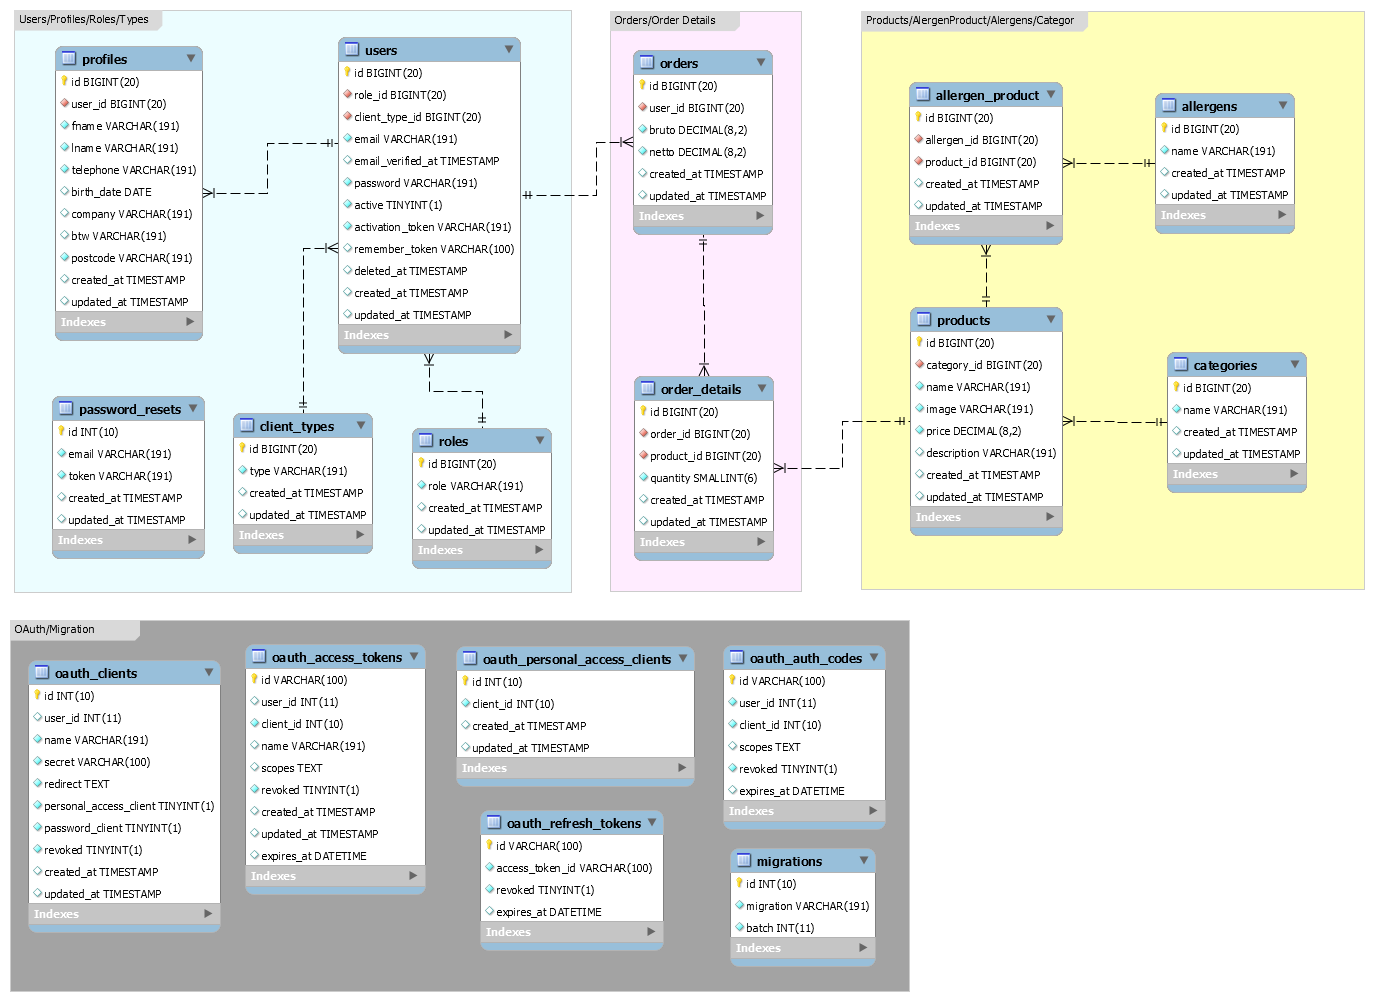 Users/Profiles/Roles/Types
profiles
id BIGINT(20)
user_id BIGINT(20)
fname VARCHAR(191)
lname VARCHAR(191)
telephone VARCHAR(191)
birth_date DATE
company VARCHAR(191)
btw VARCHAR(191)
postcode VARCHAR(191)
created_at TIMESTAMP
updated_at TIMESTAMP
Indexes
users
id BIGINT(20)
role_id BIGINT(20)
client_type_id BIGINT(20)
email VARCHAR(191)
email_verified_at TIMESTAMP
password VARCHAR(191)
active TINYINT(1)
activation_token VARCHAR(191)
remember_token VARCHAR(100)
deleted_at TIMESTAMP
created_at TIMESTAMP
updated_at TIMESTAMP
Indexes
password_resets
id INT(10)
email VARCHAR(191)
token VARCHAR(191)
created_at TIMESTAMP
updated_at TIMESTAMP
Indexes
client_types
id BIGINT(20)
type VARCHAR(191)
created_at TIMESTAMP
updated_at TIMESTAMP
Indexes
roles
id BIGINT(20)
role VARCHAR(191)
created_at TIMESTAMP
updated_at TIMESTAMP
Indexes
Orders/Order Details
orders
id BIGINT(20)
user_id BIGINT(20)
bruto DECIMAL(8,2)
netto DECIMAL(8,2)
created_at TIMESTAMP
updated_at TIMESTAMP
Indexes
order_details
id BIGINT(20)
order_id BIGINT(20)
product_id BIGINT(20)
quantity SMALLINT(6)
created_at TIMESTAMP
updated_at TIMESTAMP
Indexes
Products/AlergenProduct/Alergens/Categor
allergen_product
id BIGINT(20)
allergen_id BIGINT(20)
product_id BIGINT(20)
created_at TIMESTAMP
updated_at TIMESTAMP
Indexes
allergens
id BIGINT(20)
name VARCHAR(191)
created_at TIMESTAMP
updated_at TIMESTAMP
Indexes
products
id BIGINT(20)
category_id BIGINT(20)
name VARCHAR(191)
image VARCHAR(191)
price DECIMAL(8,2)
description VARCHAR(191)
created_at TIMESTAMP
updated_at TIMESTAMP
Indexes
categories
id BIGINT(20)
name VARCHAR(191)
created_at TIMESTAMP
updated_at TIMESTAMP
Indexes
OAuth/Migration
oauth_clients
id INT(10)
user_id INT(11)
name VARCHAR(191)
secret VARCHAR(100)
redirect TEXT
personal_access_client TINYINT(1)
password_client TINYINT(1)
revoked TINYINT(1)
created_at TIMESTAMP
updated_at TIMESTAMP
Indexes
oauth_access_tokens
id VARCHAR(100)
user_id INT(11)
client_id INT(10)
name VARCHAR(191)
scopes TEXT
revoked TINYINT(1)
created_at TIMESTAMP
updated_at TIMESTAMP
expires_at DATETIME
Indexes
oauth_personal_access_clients
id INT(10)
client_id INT(10)
created_at TIMESTAMP
updated_at TIMESTAMP
Indexes
oauth_refresh_tokens
id VARCHAR(100)
access_token_id VARCHAR(100)
revoked TINYINT(1)
expires_at DATETIME
Indexes
oauth_auth_codes
id VARCHAR(100)
user_id INT(11)
client_id INT(10)
scopes TEXT
revoked TINYINT(1)
expires_at DATETIME
Indexes
migrations
id INT(10)
migration VARCHAR(191)
batch INT(11)
Indexes